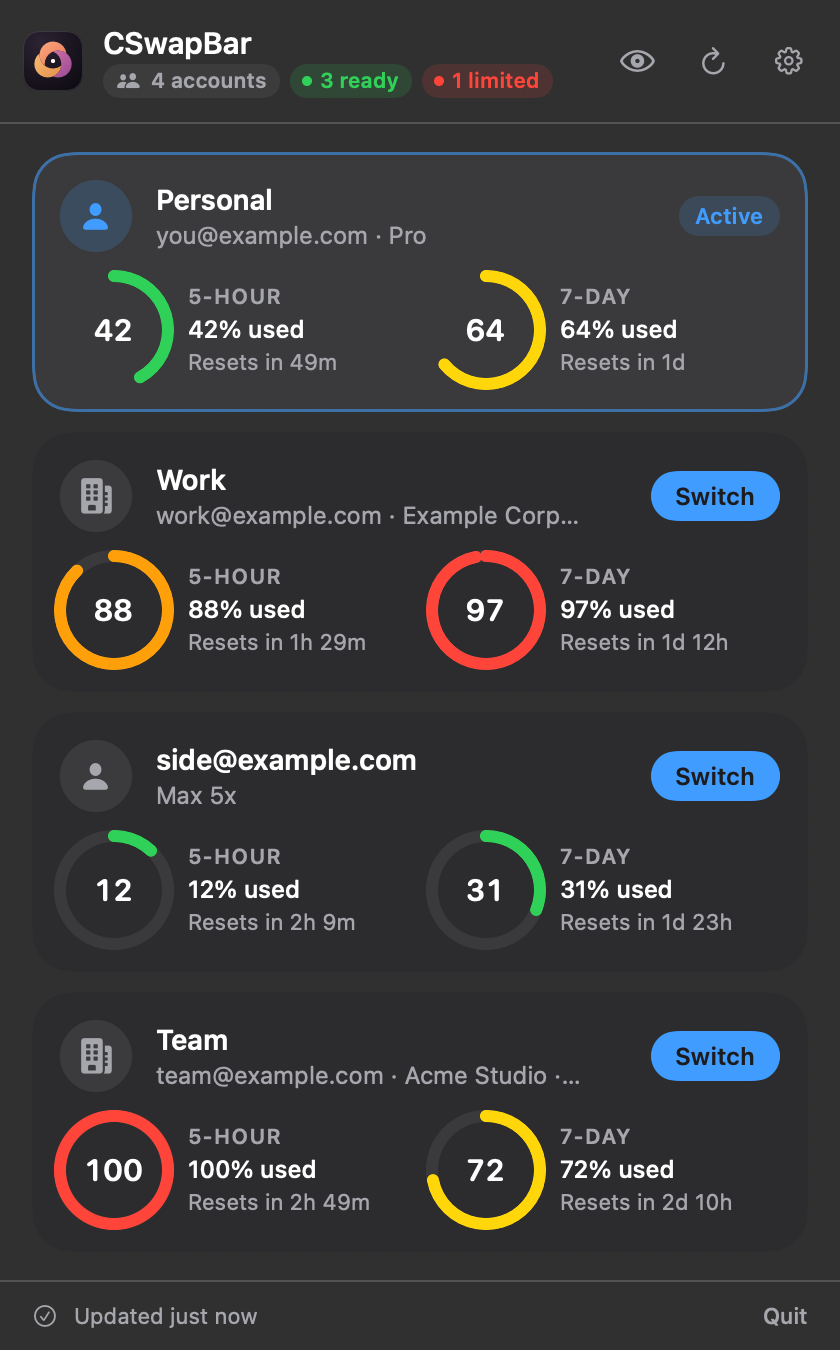 CSwapBar
4 accounts
3 ready
1 limited
Personal
you@example.com · Pro
Active
42
5-HOUR
42% used
Resets in 49m
64
7-DAY
64% used
Resets in 1d
Work
work@example.com · Example Corp...
Switch
88
5-HOUR
88% used
Resets in 1h 29m
97
7-DAY
97% used
Resets in 1d 12h
side@example.com
Max 5x
Switch
12
5-HOUR
12% used
Resets in 2h 9m
31
7-DAY
31% used
Resets in 1d 23h
Team
team@example.com · Acme Studio ·...
Switch
100
5-HOUR
100% used
Resets in 2h 49m
72
7-DAY
72% used
Resets in 2d 10h
Updated just now
Quit